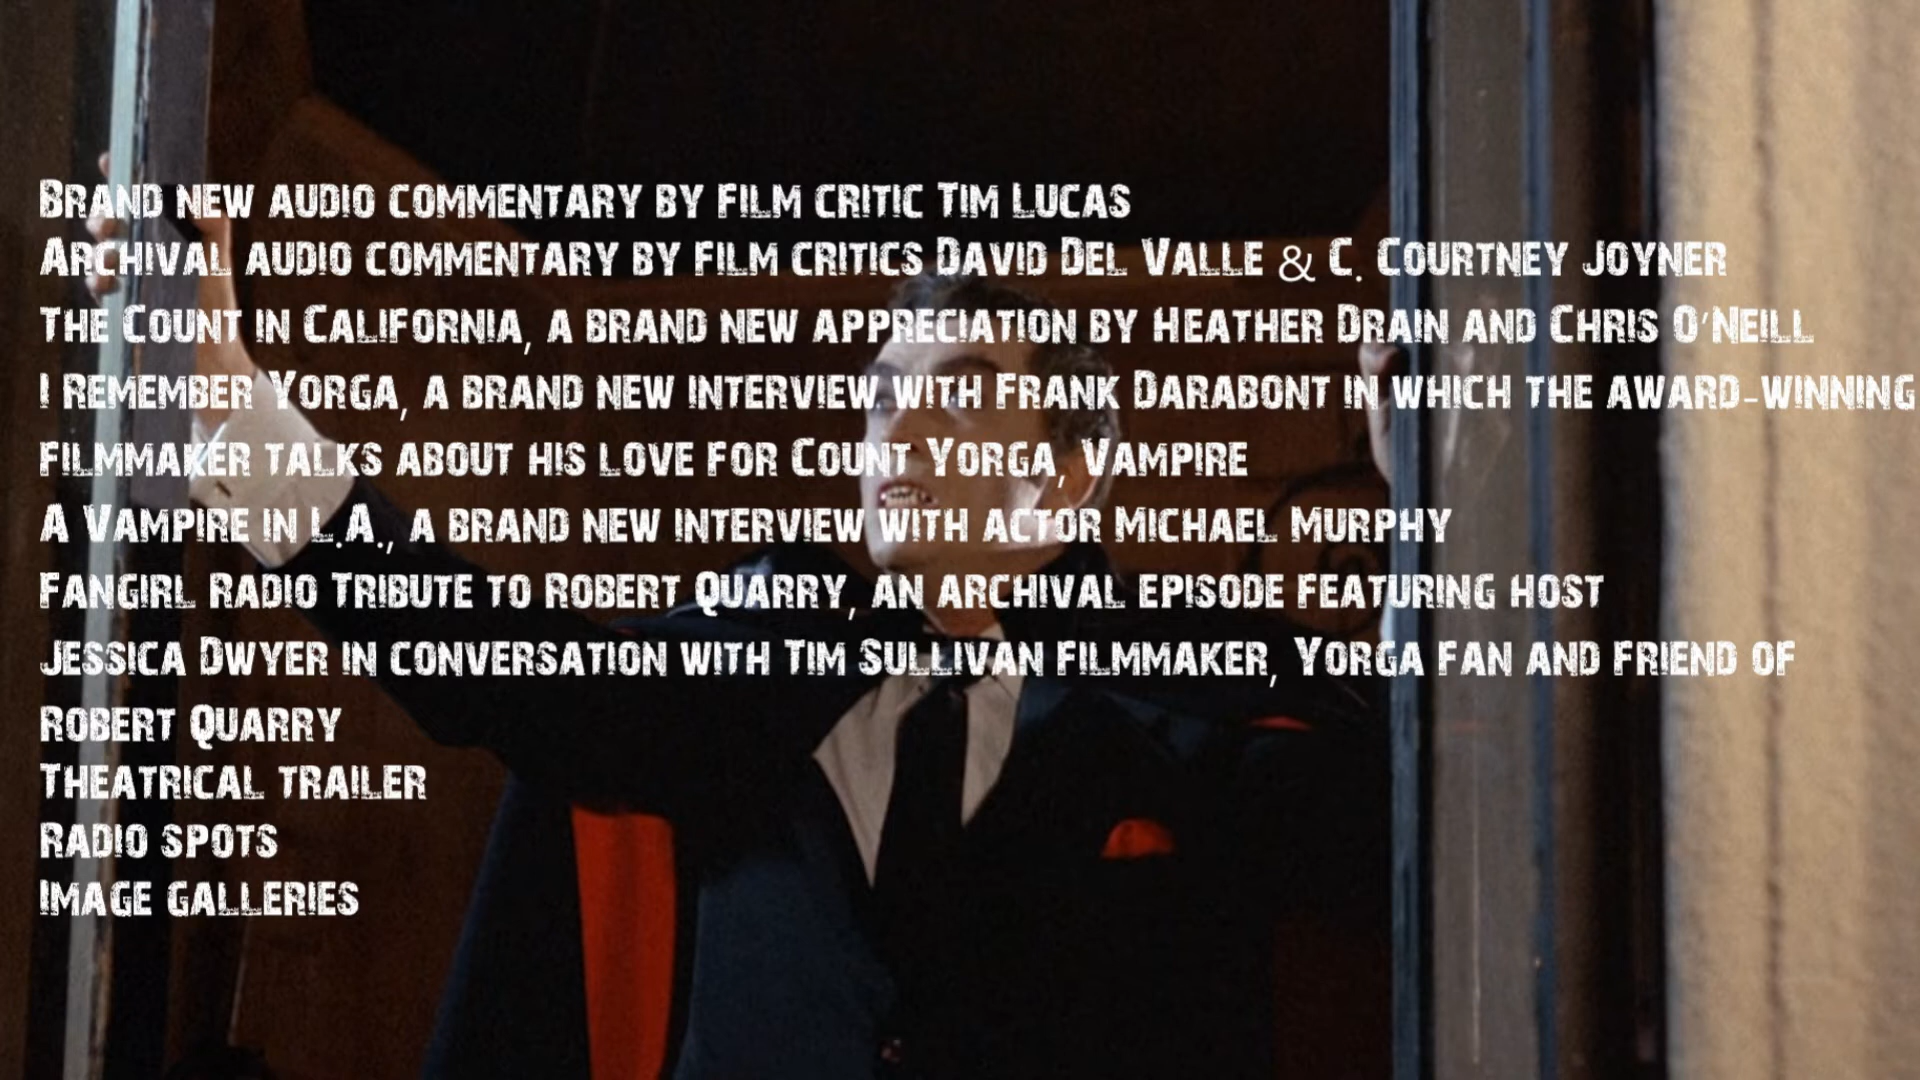 Brand new audio commentary by film critic Tim Lucas
Archival audio commentary by film critics David Del Valle & C. Courtney Joyner
The Count in California, a brand new appreciation by Heather Drain and Chris O'Neill
I Remember Yorga, a brand new interview with Frank Darabont in which the award-winning
filmmaker talks about his love for Count Yorga, Vampire
A Vampire in L.A., a brand new interview with actor Michael Murphy
Fangirl Radio Tribute to Robert Quarry, an archival episode featuring host
Jessica Dwyer in conversation with Tim Sullivan filmmaker, Yorga fan and friend of
Robert Quarry
Theatrical trailer
Radio spots
Image galleries